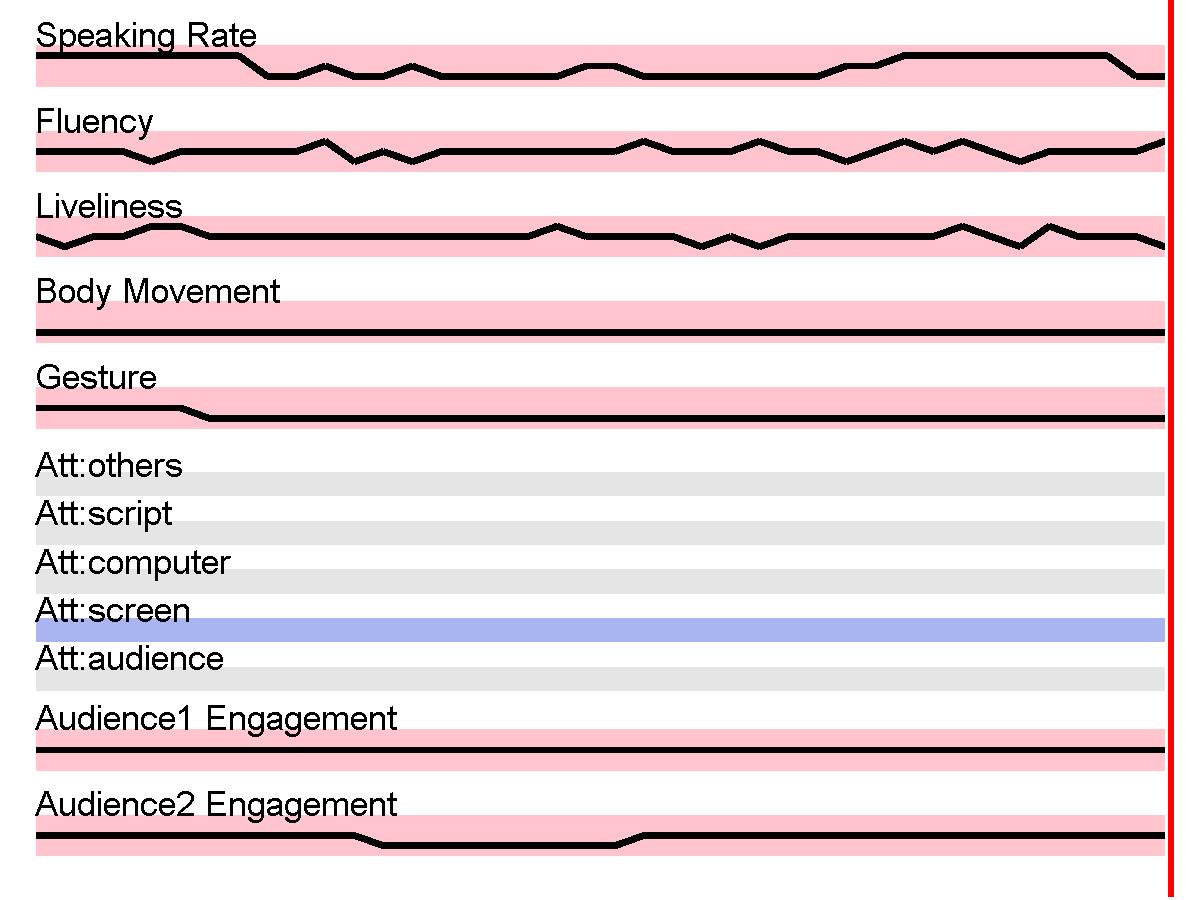 Speaking Rate
Fluency
Liveliness
Body Movement
Gesture
Att:others
Att:script
Att:computer
Att:screen
Att:audience
Audience1 Engagement
Audience2 Engagement